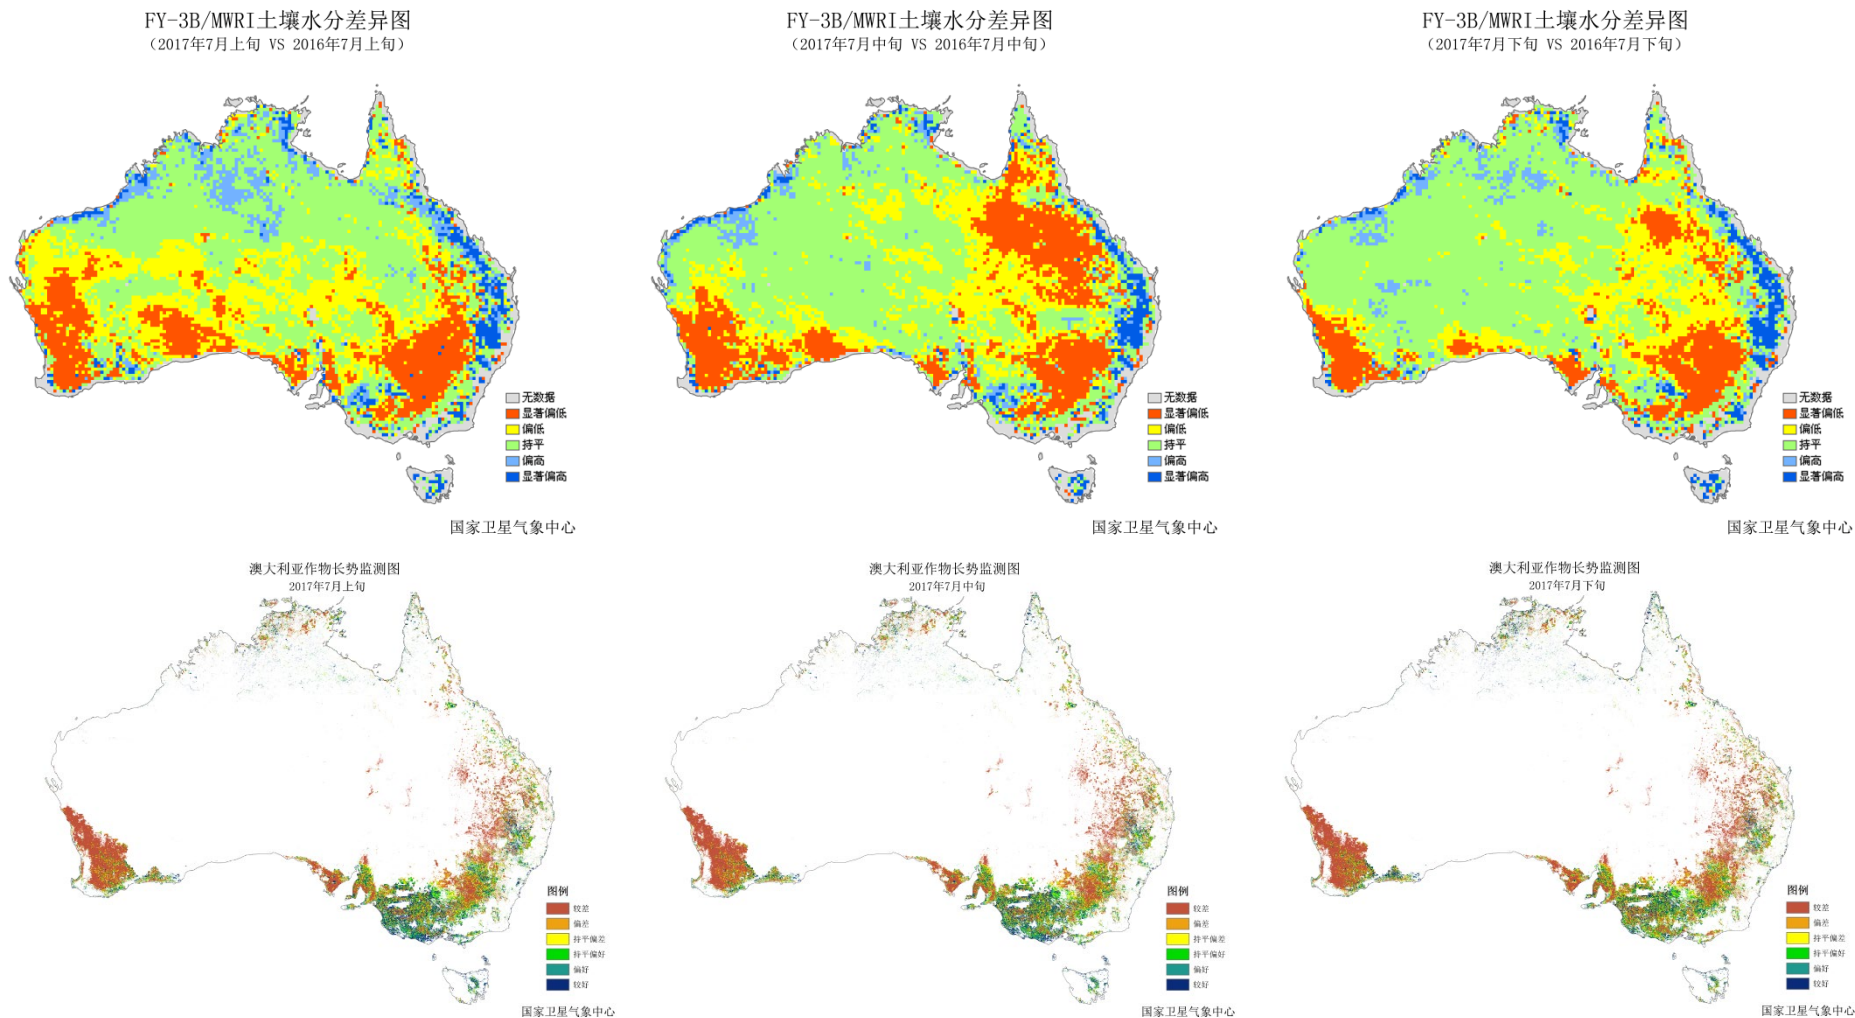 FY-3B/MWRI土壤水分差异图
(2017年7月上旬 VS 2016年7月上旬)
无数据
显著偏低
偏低
持平
偏高
显著偏高
国家卫星气象中心
FY-3B/MWRI土壤水分差异图
(2017年7月中旬 VS 2016年7月中旬)
无数据
显著偏低
偏低
持平
偏高
显著偏高
国家卫星气象中心
FY-3B/MWRI土壤水分差异图
(2017年7月下旬 VS 2016年7月下旬)
无数据
显著偏低
偏低
持平
偏高
显著偏高
国家卫星气象中心
澳大利亚作物长势监测图
2017年7月上旬
图例
较差
偏差
持平偏差
持平偏好
偏好
较好
国家卫星气象中心
澳大利亚作物长势监测图
2017年7月中旬
图例
较差
偏差
持平偏差
持平偏好
偏好
较好
国家卫星气象中心
澳大利亚作物长势监测图
2017年7月下旬
图例
较差
偏差
持平偏差
持平偏好
偏好
较好
国家卫星气象中心